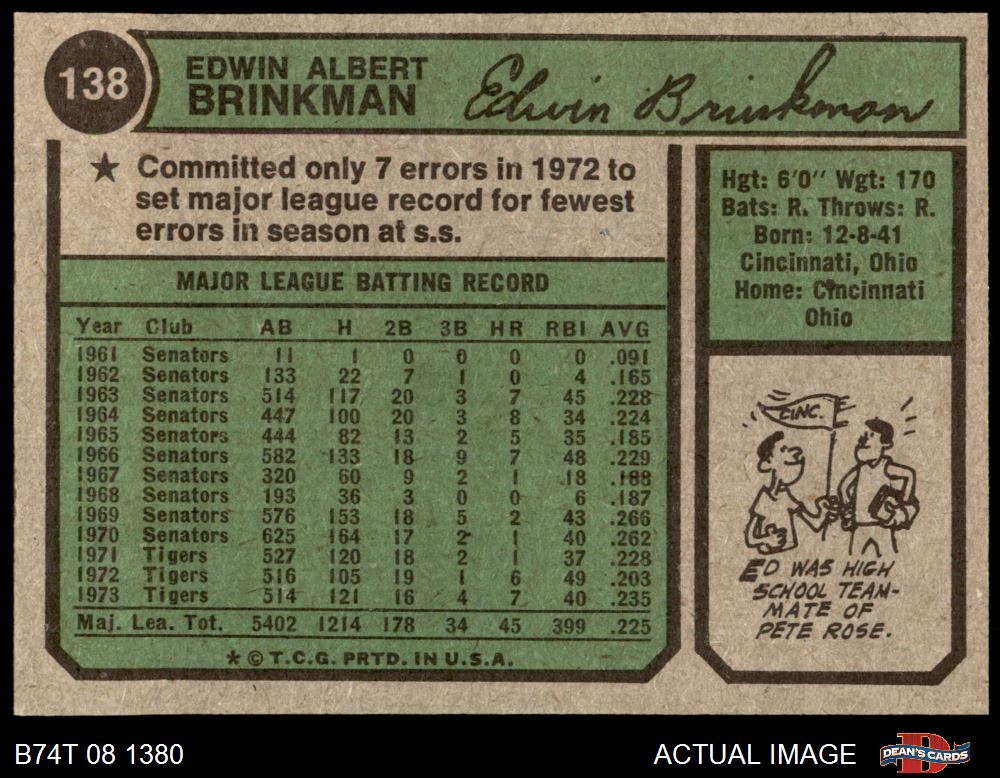 138
EDWIN ALBERT
BRINKMAN
Edwin Brinkman
★ Committed only 7 errors in 1972 to
set major league record for fewest
errors in season at s.s.
MAJOR LEAGUE BATTING RECORD
Year Club AB H 2B 3B HR RBI AVG
1961 Senators 11 1 0 0 0 0 .091
1962 Senators 133 22 7 1 0 4 .165
1963 Senators 514 117 20 3 7 45 .228
1964 Senators 447 100 20 3 8 34 .224
1965 Senators 444 82 13 2 5 35 .185
1966 Senators 582 133 18 9 7 48 .229
1967 Senators 320 60 9 2 1 18 .188
1968 Senators 193 36 3 0 0 6 .187
1969 Senators 576 153 18 5 2 43 .266
1970 Senators 625 164 17 2 1 40 .262
1971 Tigers 527 120 18 2 1 37 .228
1972 Tigers 516 105 19 1 6 49 .203
1973 Tigers 514 121 16 4 7 40 .235
Maj. Lea. Tot. 5402 1214 178 34 45 399 .225
* © T.C.G. PRTD. IN U.S.A.
Hgt: 6'0" Wgt: 170
Bats: R. Throws: R.
Born: 12-8-41
Cincinnati, Ohio
Home: Cincinnati
Ohio
CINC.
ED WAS HIGH
SCHOOL TEAM-
MATE OF
PETE ROSE.
B74T 08 1380
ACTUAL IMAGE
D
DEAN'S CARDS